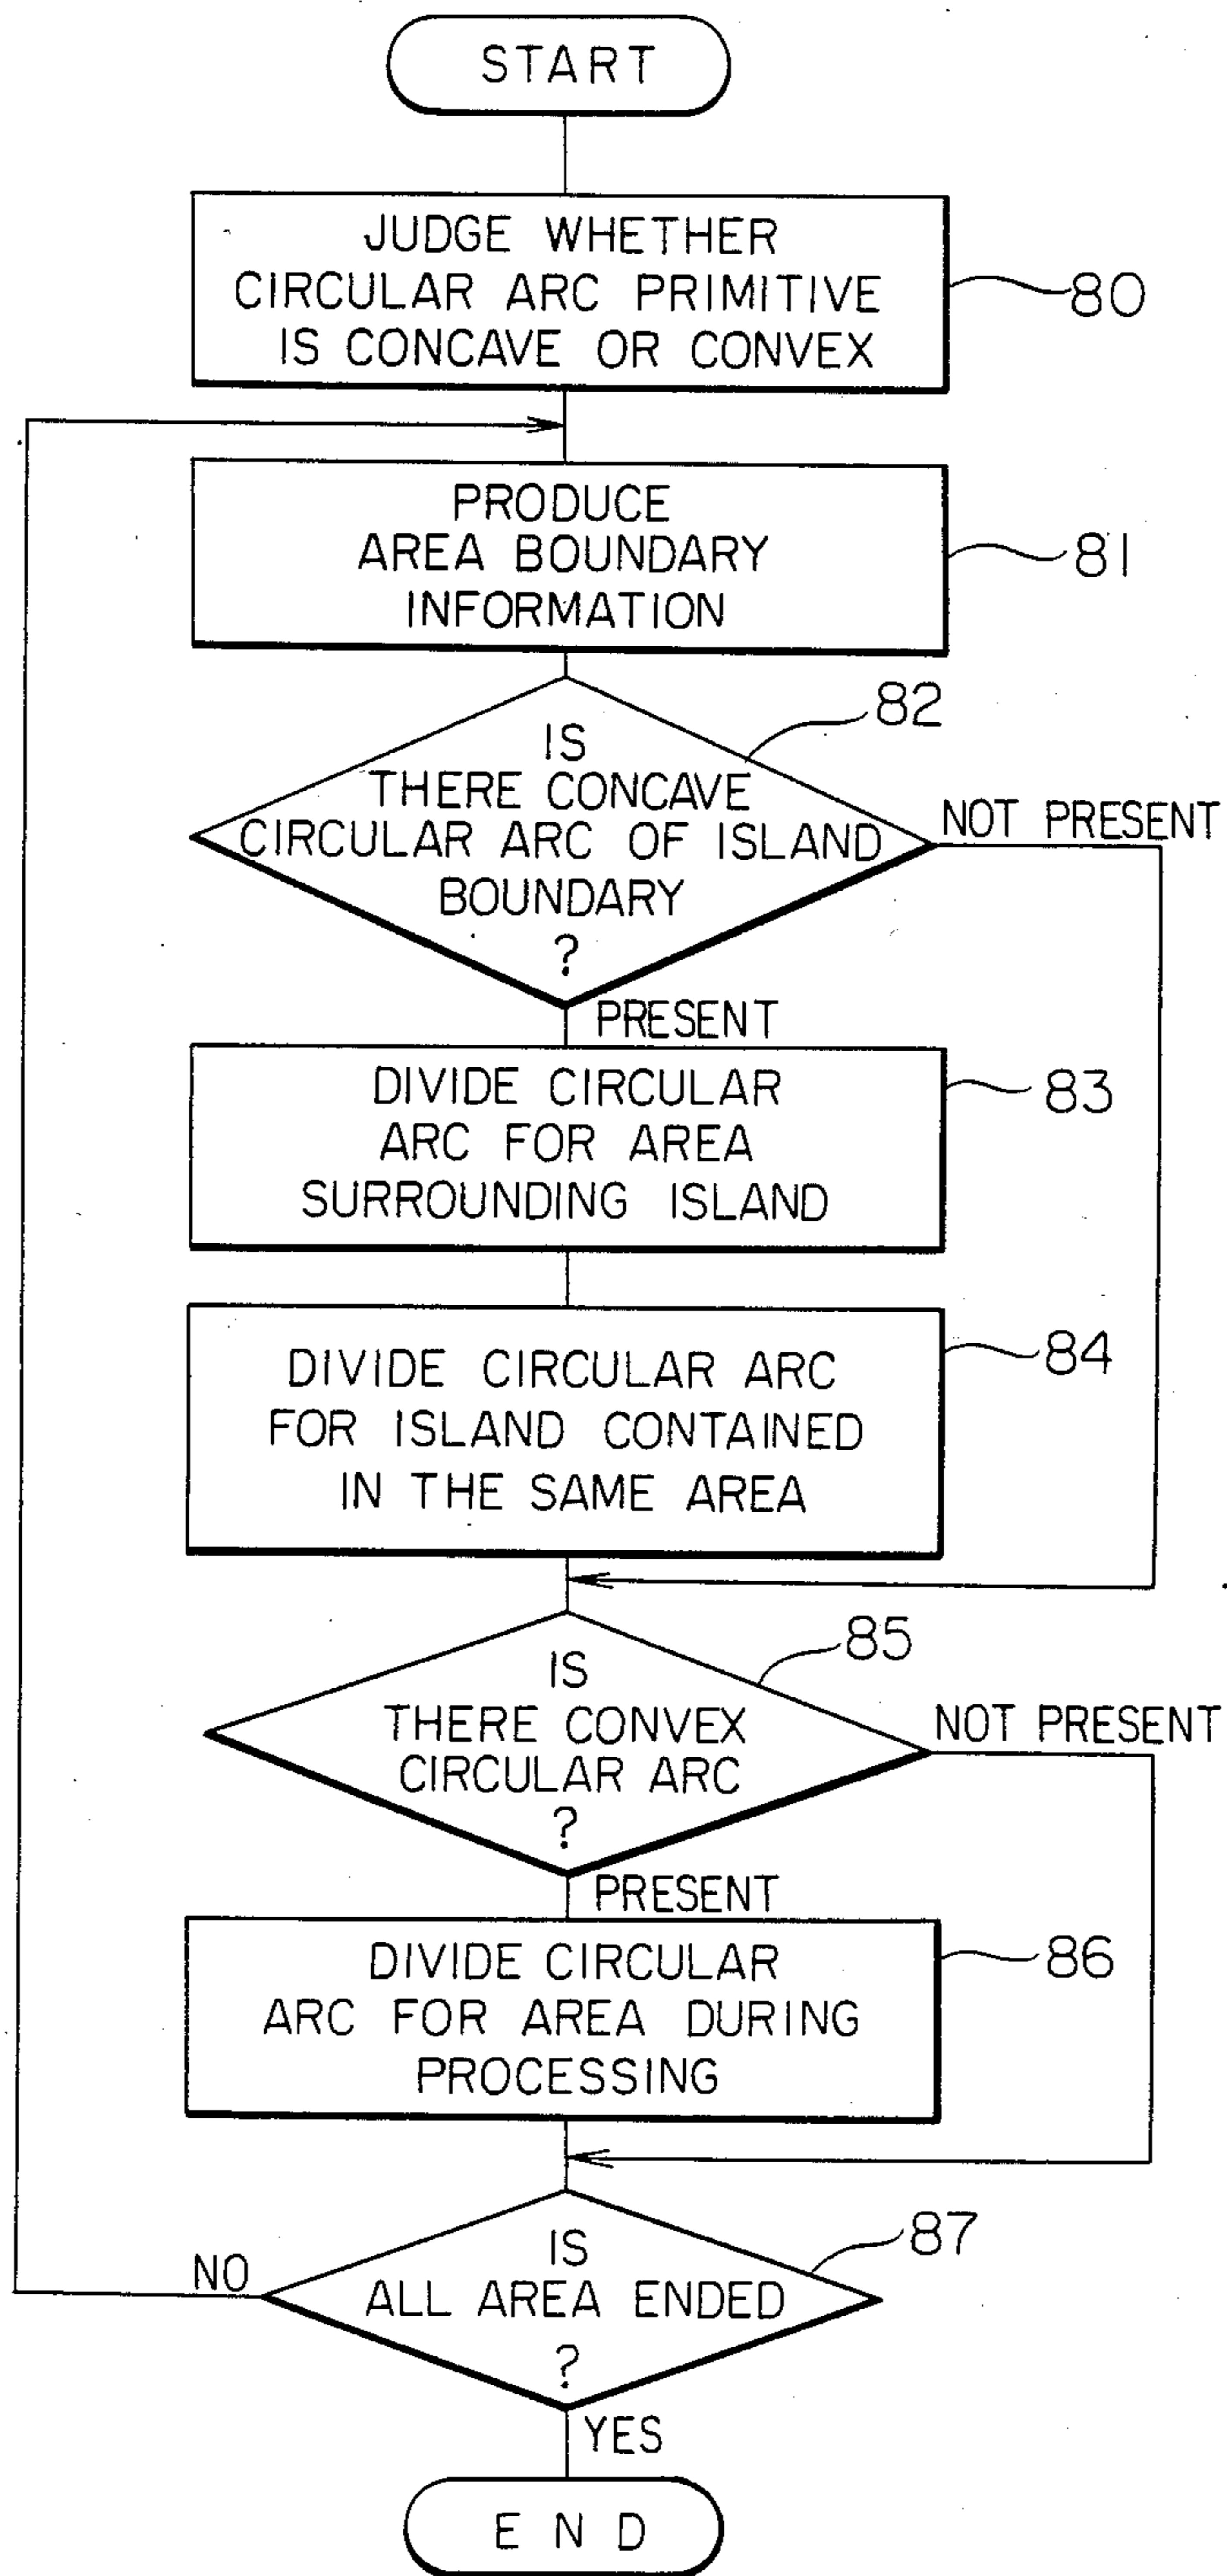 START
JUDGE WHETHER
CIRCULAR ARC PRIMITIVE
IS CONCAVE OR CONVEX
80
PRODUCE
AREA BOUNDARY
INFORMATION
81
82
IS
THERE CONCAVE
CIRCULAR ARC OF ISLAND
BOUNDARY
?
NOT PRESENT
PRESENT
DIVIDE CIRCULAR
ARC FOR AREA
SURROUNDING ISLAND
83
DIVIDE CIRCULAR ARC
FOR ISLAND CONTAINED
IN THE SAME AREA
84
85
IS
THERE CONVEX
CIRCULAR ARC
?
NOT PRESENT
PRESENT
DIVIDE CIRCULAR
ARC FOR AREA DURING
PROCESSING
86
87
IS
ALL AREA ENDED
?
NO
YES
END